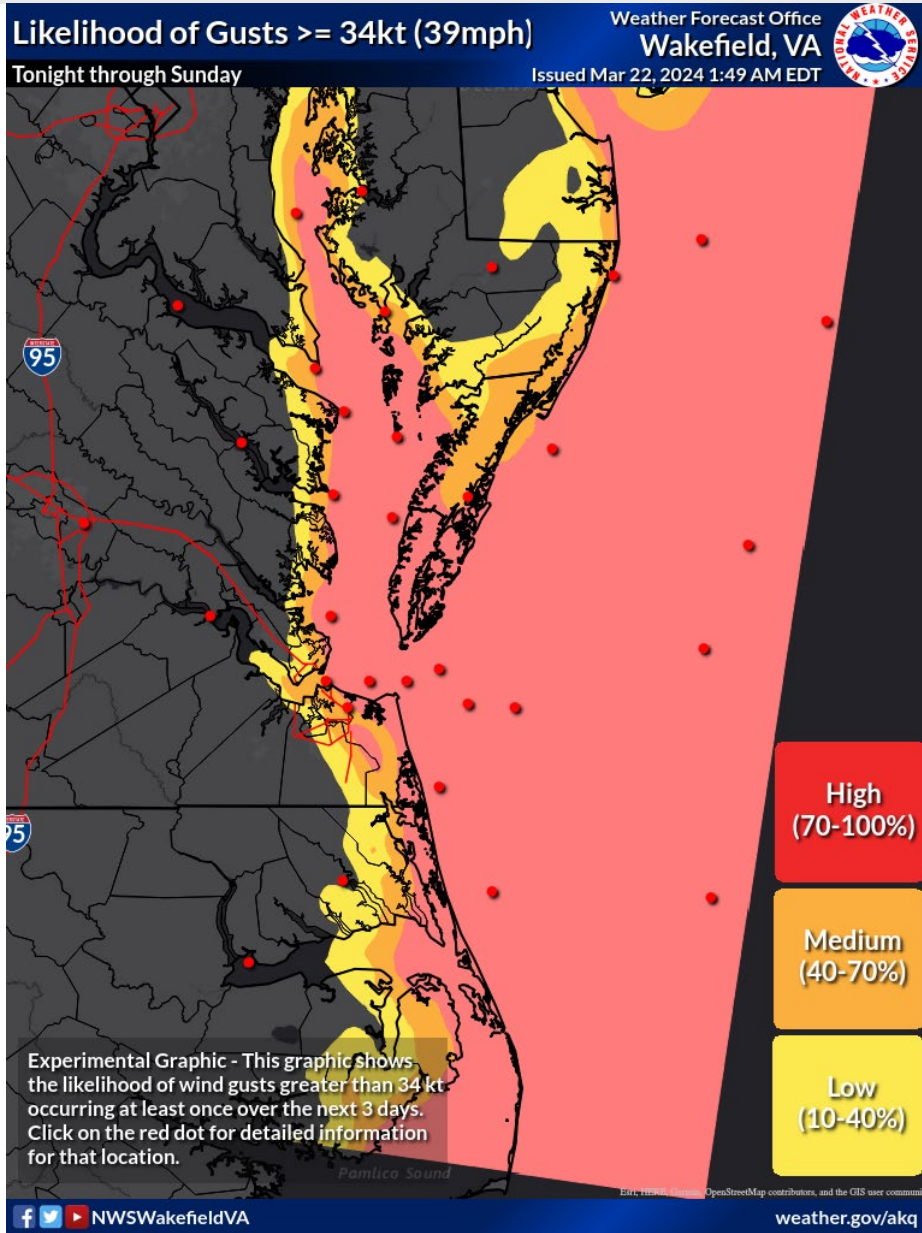 Likelihood of Gusts >= 34kt (39mph)
Tonight through Sunday
Weather Forecast Office
Wakefield, VA
Issued Mar 22, 2024 1:49 AM EDT
NATIONAL WEATHER SERVICE
95
95
High
(70-100%)
Medium
(40-70%)
Low
(10-40%)
Experimental Graphic - This graphic shows
the likelihood of wind gusts greater than 34 kt
occurring at least once over the next 3 days.
Click on the red dot for detailed information
for that location.
Pamlico Sound
Esri, HERE, Garmin, OpenStreetMap contributors, and the GIS user communi
NWSWakefieldVA
weather.gov/akq